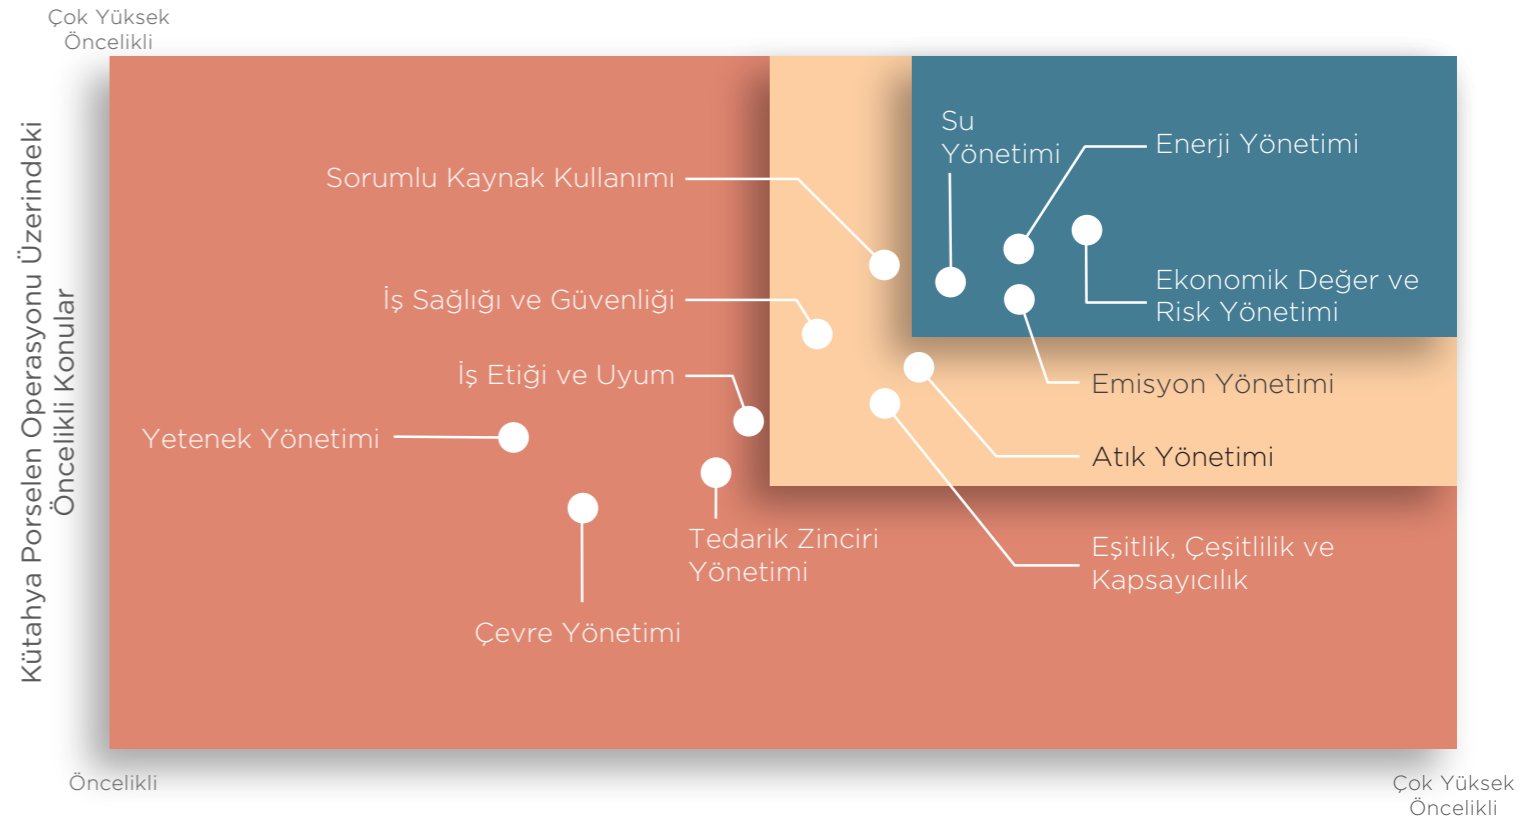 Çok Yüksek
Öncelikli
Kütahya Porselen Operasyonu Üzerindeki
Öncelikli Konular
Su
Yönetimi
Enerji Yönetimi
Sorumlu Kaynak Kullanımı
Ekonomik Değer ve
Risk Yönetimi
İş Sağlığı ve Güvenliği
İş Etiği ve Uyum
Emisyon Yönetimi
Yetenek Yönetimi
Atık Yönetimi
Tedarik Zinciri
Yönetimi
Eşitlik, Çeşitlilik ve
Kapsayıcılık
Çevre Yönetimi
Öncelikli
Çok Yüksek
Öncelikli